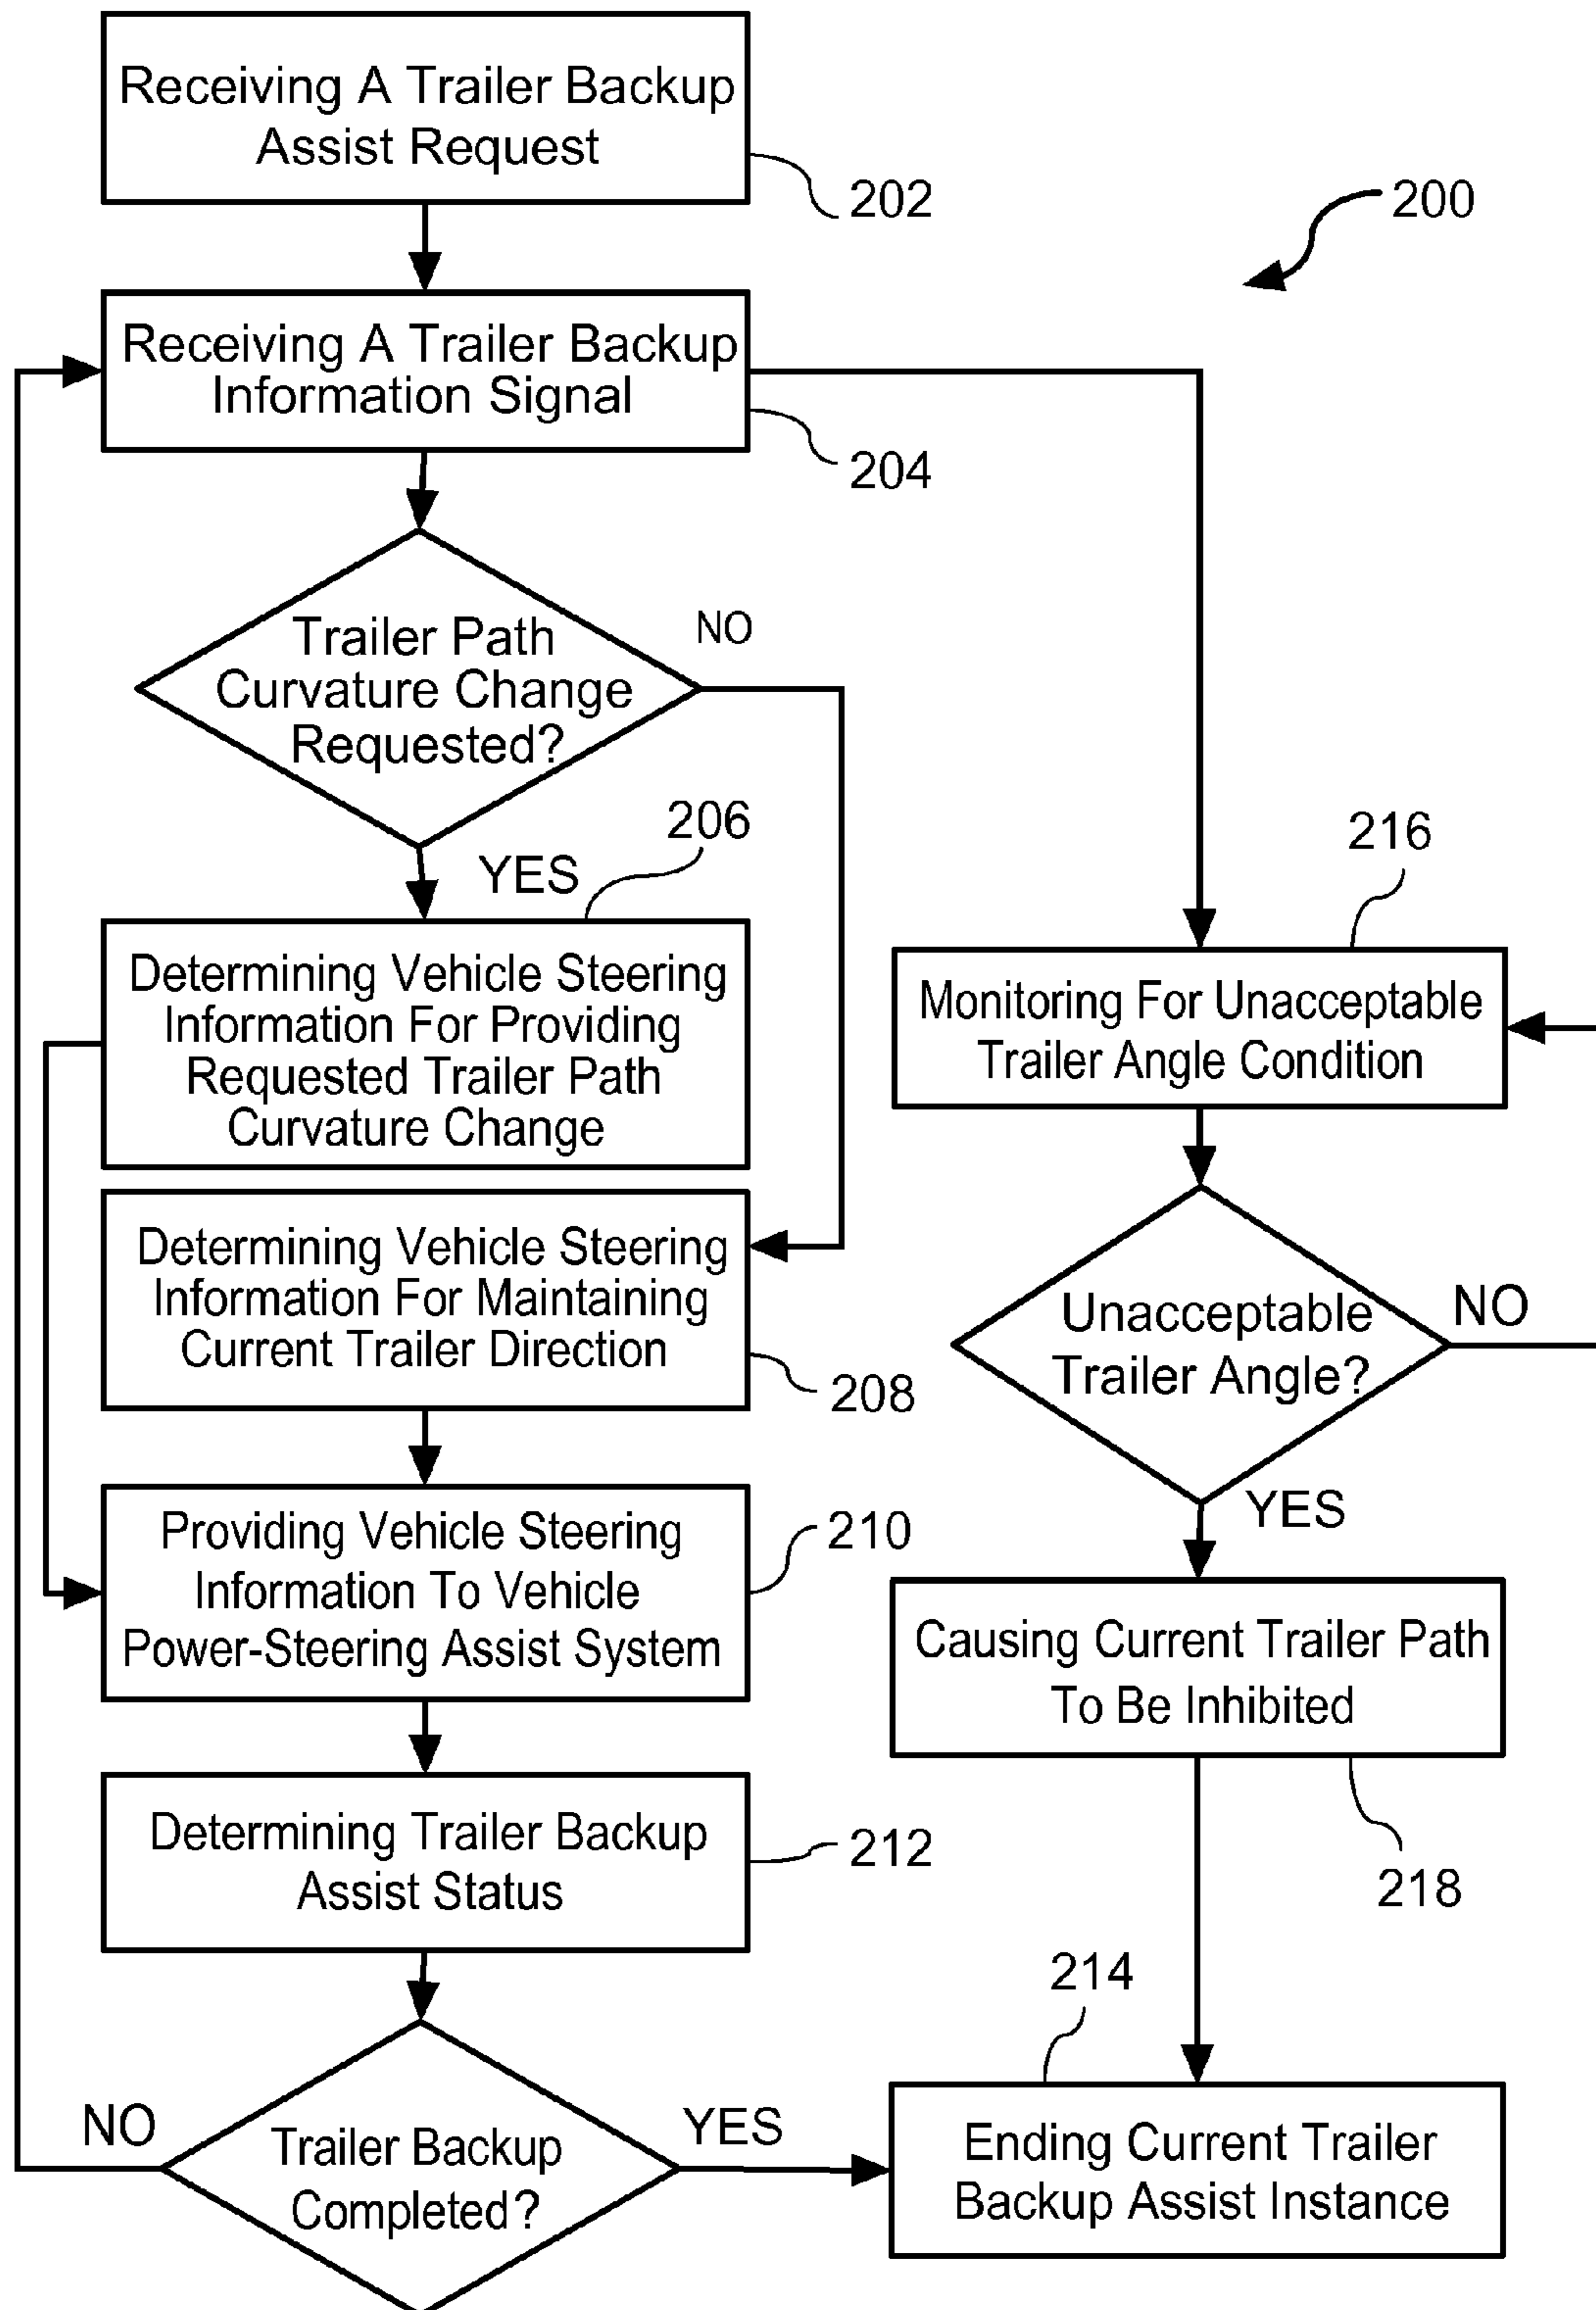 Receiving A Trailer Backup
Assist Request
202
200
Receiving A Trailer Backup
Information Signal
204
Trailer Path
Curvature Change
Requested?
NO
YES
206
Determining Vehicle Steering
Information For Providing
Requested Trailer Path
Curvature Change
Determining Vehicle Steering
Information For Maintaining
Current Trailer Direction
208
Providing Vehicle Steering
Information To Vehicle
Power-Steering Assist System
210
Determining Trailer Backup
Assist Status
212
Trailer Backup
Completed?
NO
YES
216
Monitoring For Unacceptable
Trailer Angle Condition
Unacceptable
Trailer Angle?
NO
YES
Causing Current Trailer Path
To Be Inhibited
218
214
Ending Current Trailer
Backup Assist Instance